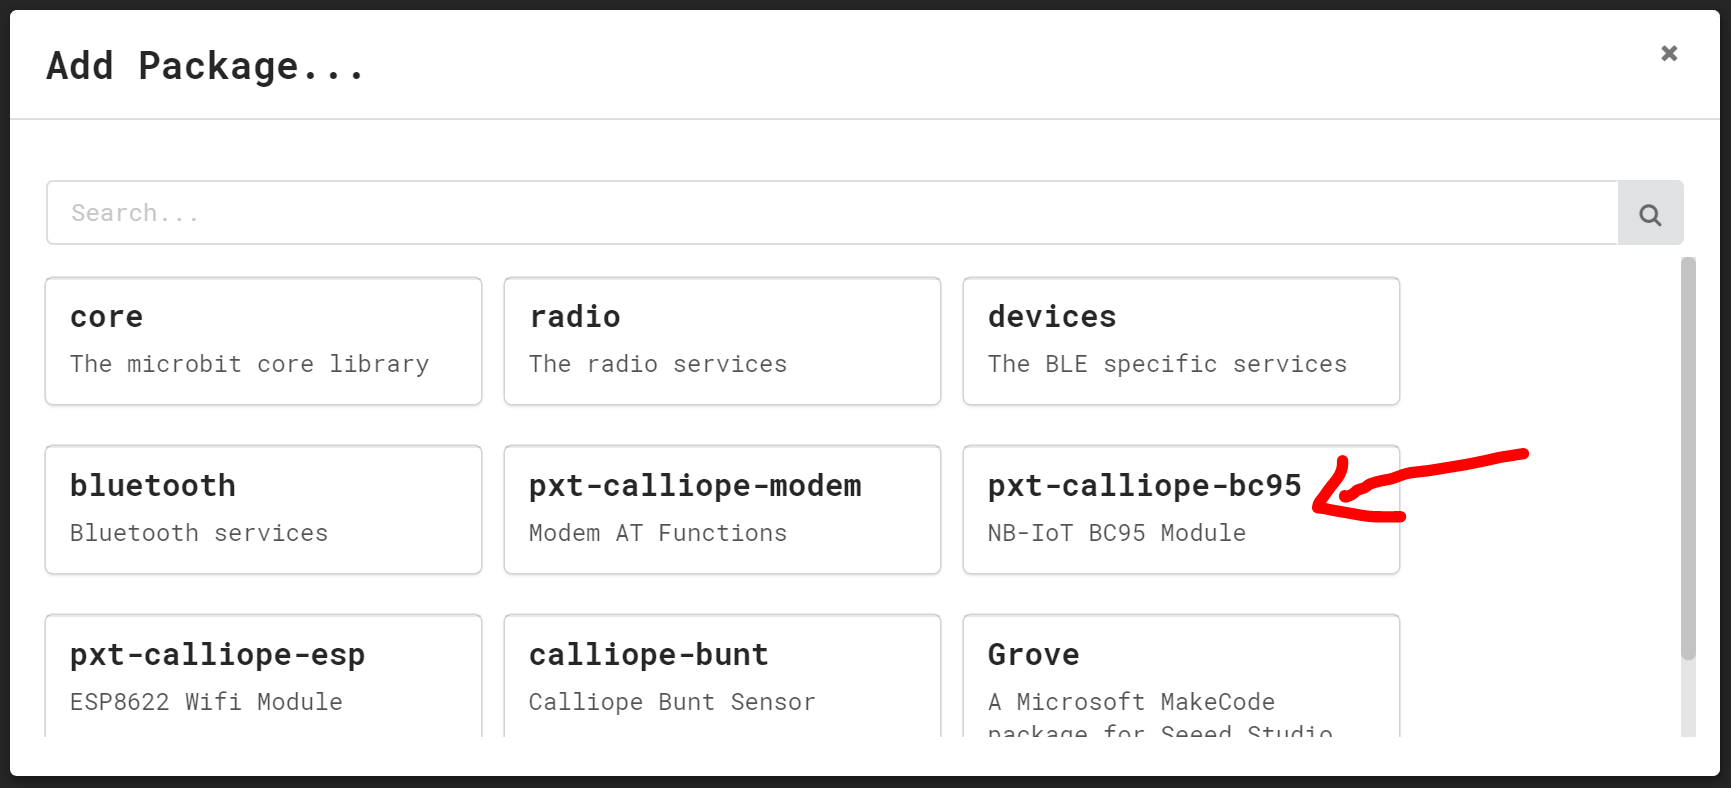 Add Package...
Search...
core
The microbit core library
radio
The radio services
devices
The BLE specific services
bluetooth
Bluetooth services
pxt-calliope-modem
Modem AT Functions
pxt-calliope-bc95
NB-IoT BC95 Module
pxt-calliope-esp
ESP8622 Wifi Module
calliope-bunt
Calliope Bunt Sensor
Grove
A Microsoft MakeCode
package for Seeed Studio